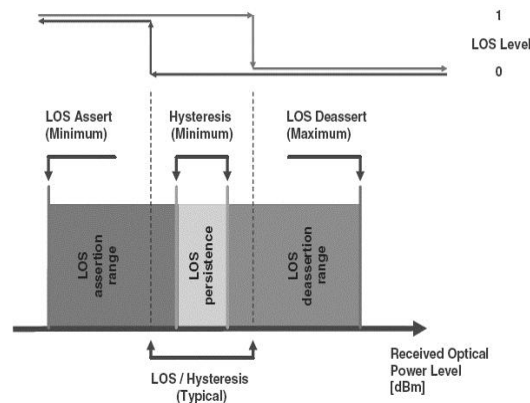 1
LOS Level
0
LOS Assert
(Minimum)
Hysteresis
(Minimum)
LOS Deassert
(Maximum)
LOS
assertion
range
LOS
persistence
LOS
deassertion
range
LOS / Hysteresis
(Typical)
Received Optical
Power Level
[dBm]